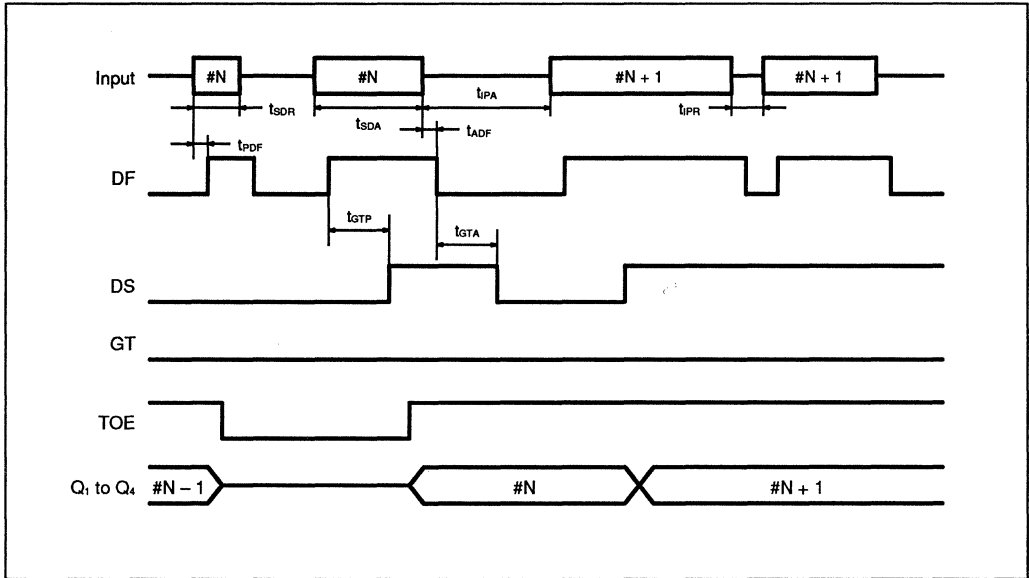 Input #N #N #N + 1 #N + 1
tSDR tIPA tIPR
tSDA tADF
tPDF
DF
tGTP tGTA
DS
GT
TOE
Q1 to Q4 #N – 1 #N #N + 1